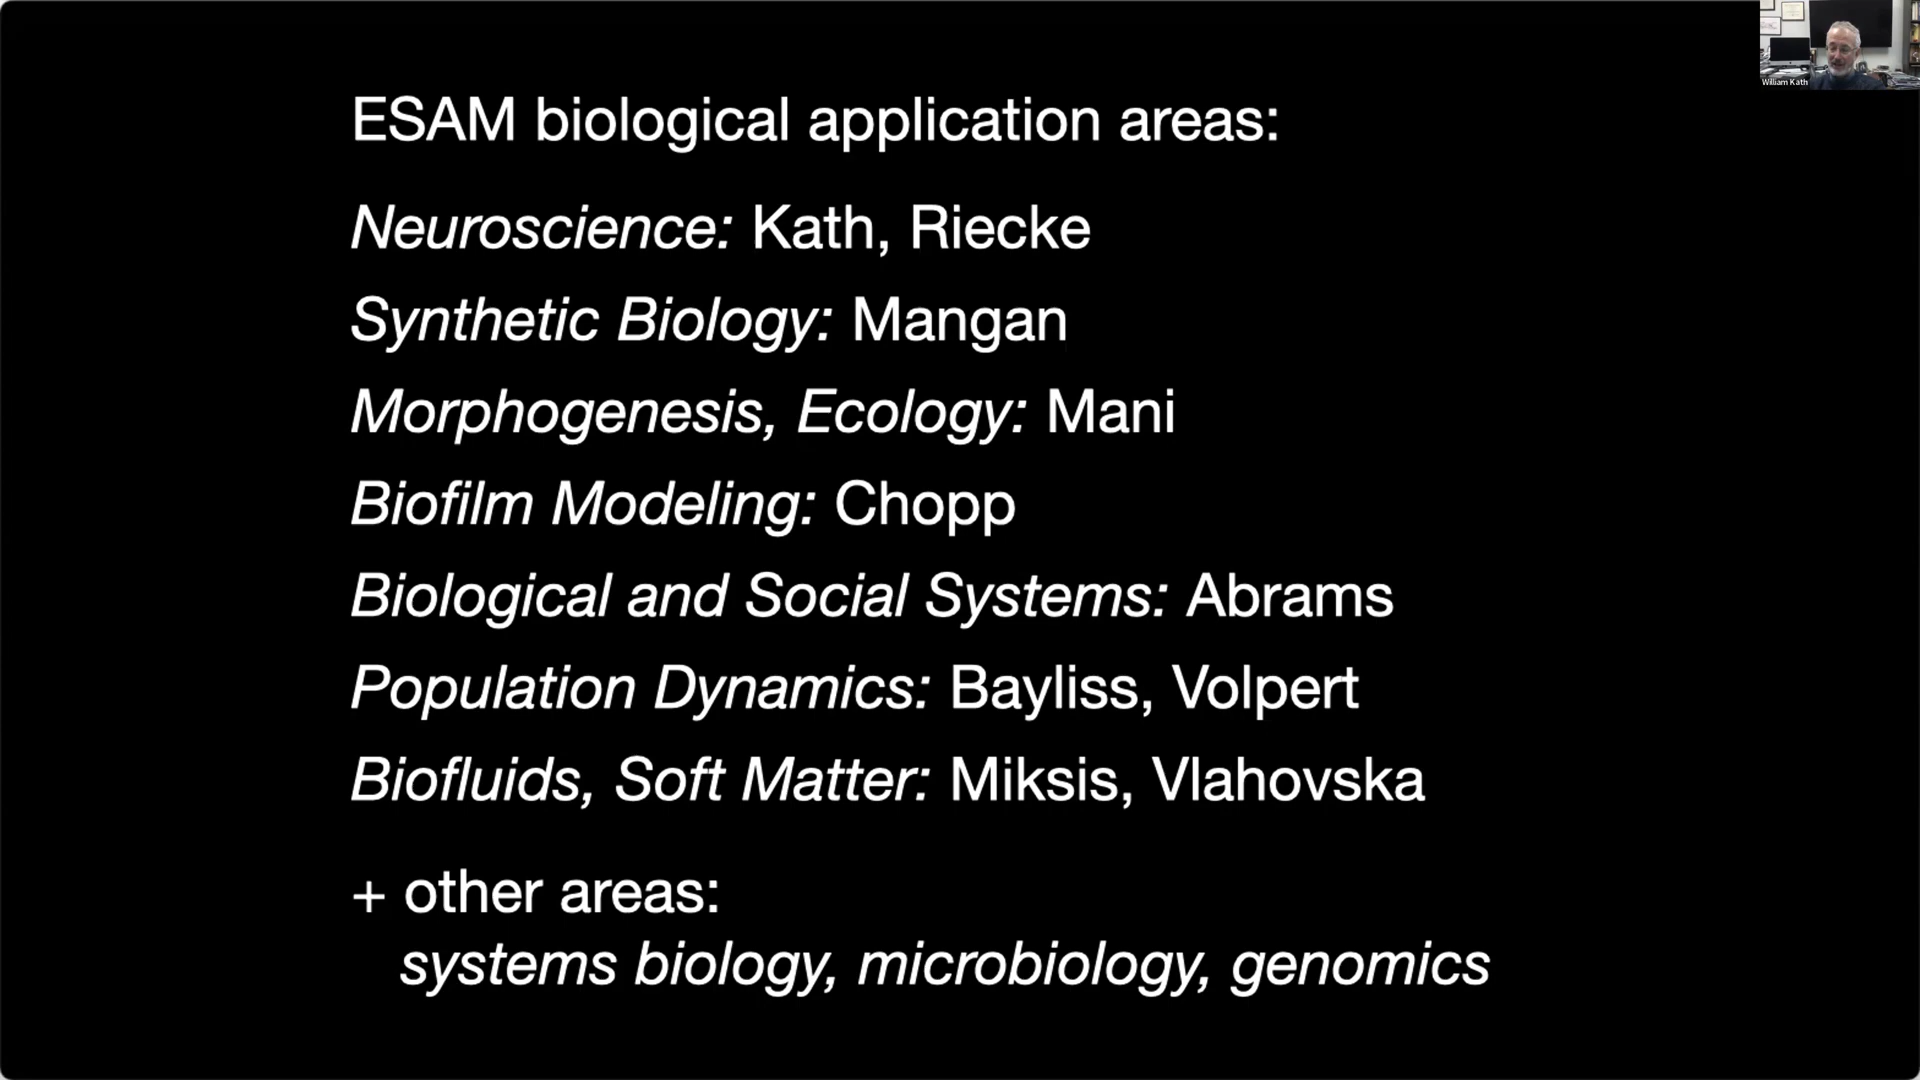 ESAM biological application areas:
Neuroscience: Kath, Riecke
Synthetic Biology: Mangan
Morphogenesis, Ecology: Mani
Biofilm Modeling: Chopp
Biological and Social Systems: Abrams
Population Dynamics: Bayliss, Volpert
Biofluids, Soft Matter: Miksis, Vlahovska
+ other areas:
systems biology, microbiology, genomics
William Kath